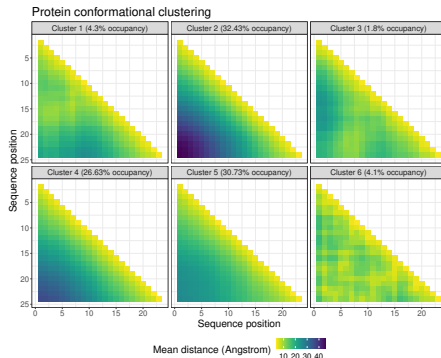 Protein conformational clustering
Cluster 1 (4.3% occupancy)
Cluster 2 (32.43% occupancy)
Cluster 3 (1.8% occupancy)
5
10
15
20
25
Cluster 4 (26.63% occupancy)
Cluster 5 (30.73% occupancy)
Cluster 6 (4.1% occupancy)
5
10
15
20
25
Sequence position
0 5 10 15 20
0 5 10 15 20
0 5 10 15 20
Sequence position
Mean distance (Angstrom)
10 20 30 40